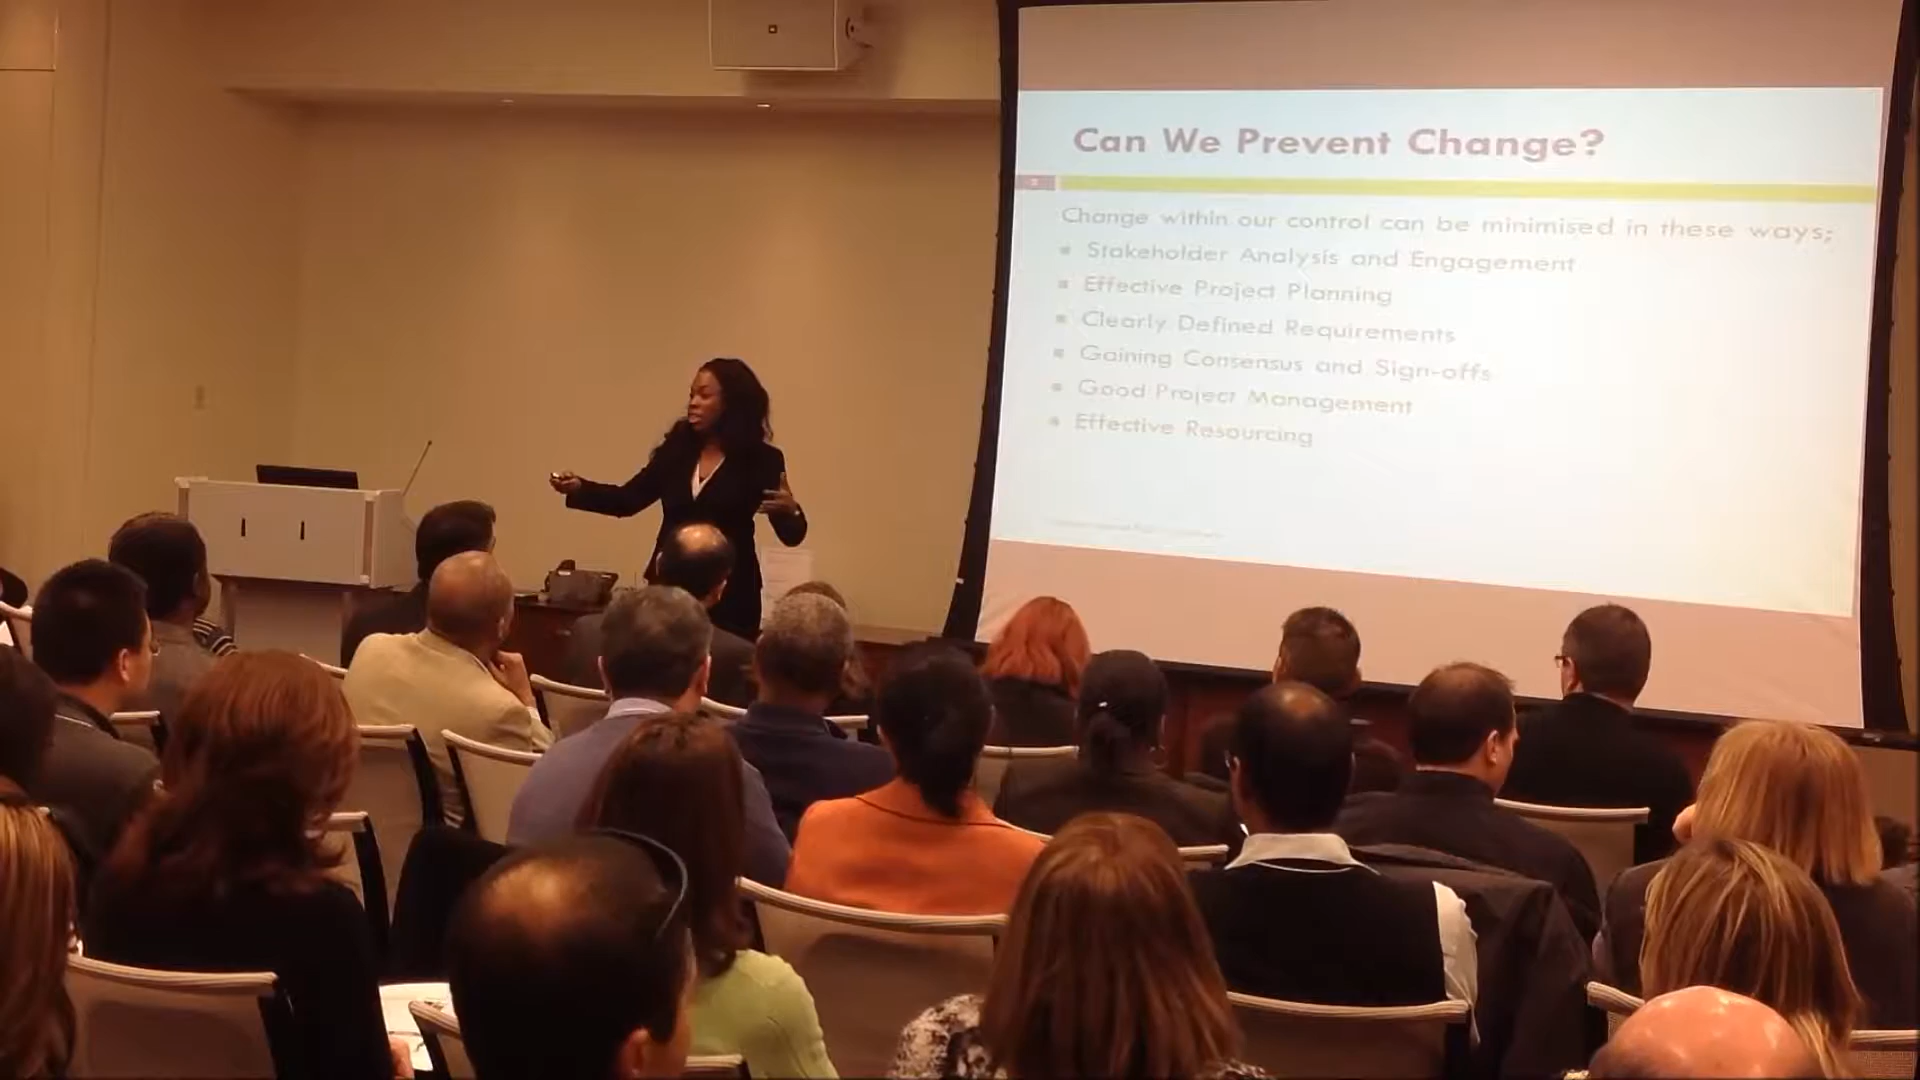 Can We Prevent Change?
Change within our control can be minimised in these ways;
Stakeholder Analysis and Engagement
Effective Project Planning
Clearly Defined Requirements
Gaining Consensus and Sign-offs
Good Project Management
Effective Resourcing